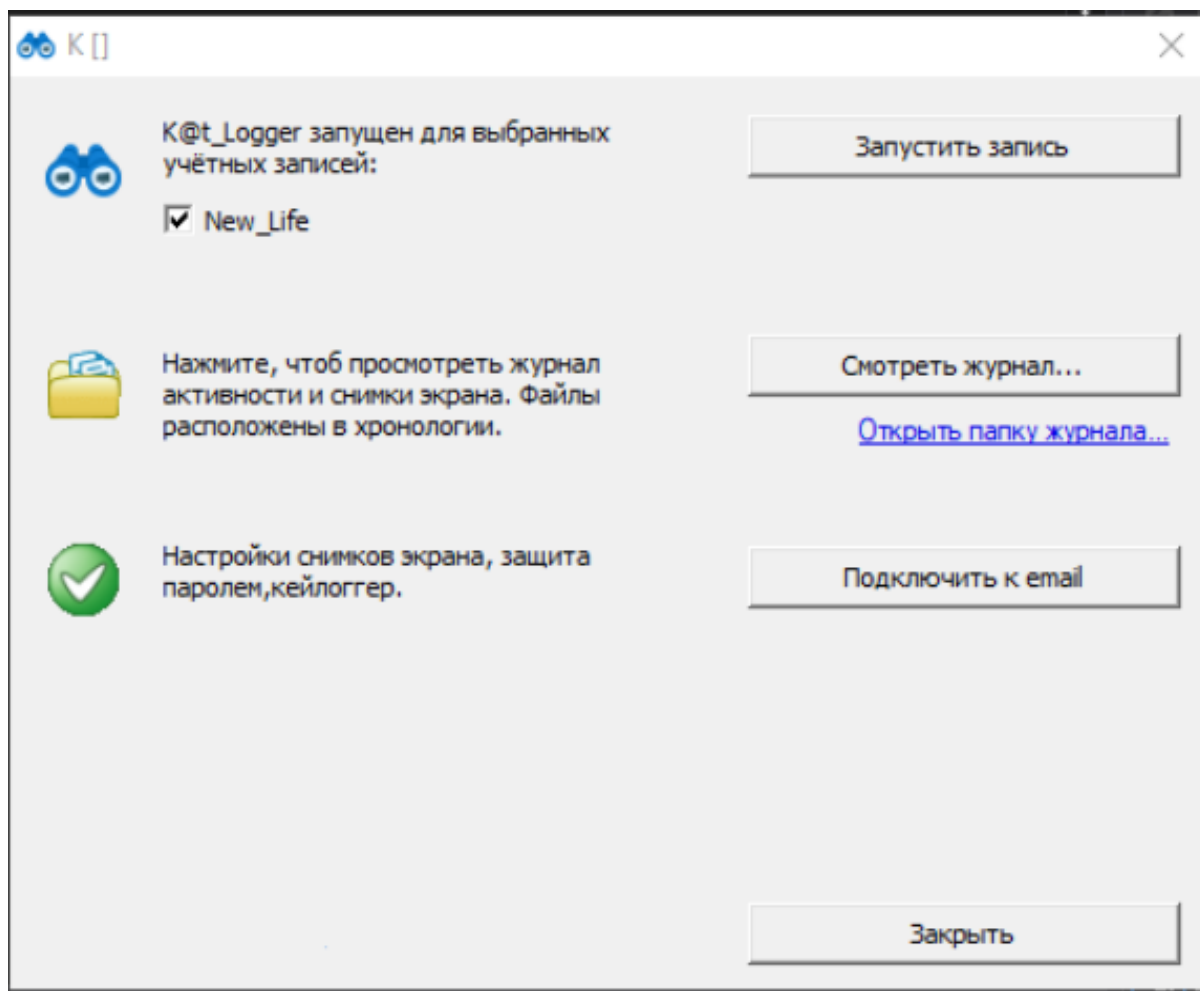 K []
K@t_Logger запущен для выбранных
учётных записей:
Запустить запись
New_Life
Нажмите, чтоб просмотреть журнал
активности и снимки экрана. Файлы
расположены в хронологии.
Смотреть журнал...
Открыть папку журнала...
Настройки снимков экрана, защита
паролем,кейлоггер.
Подключить к email
Закрыть